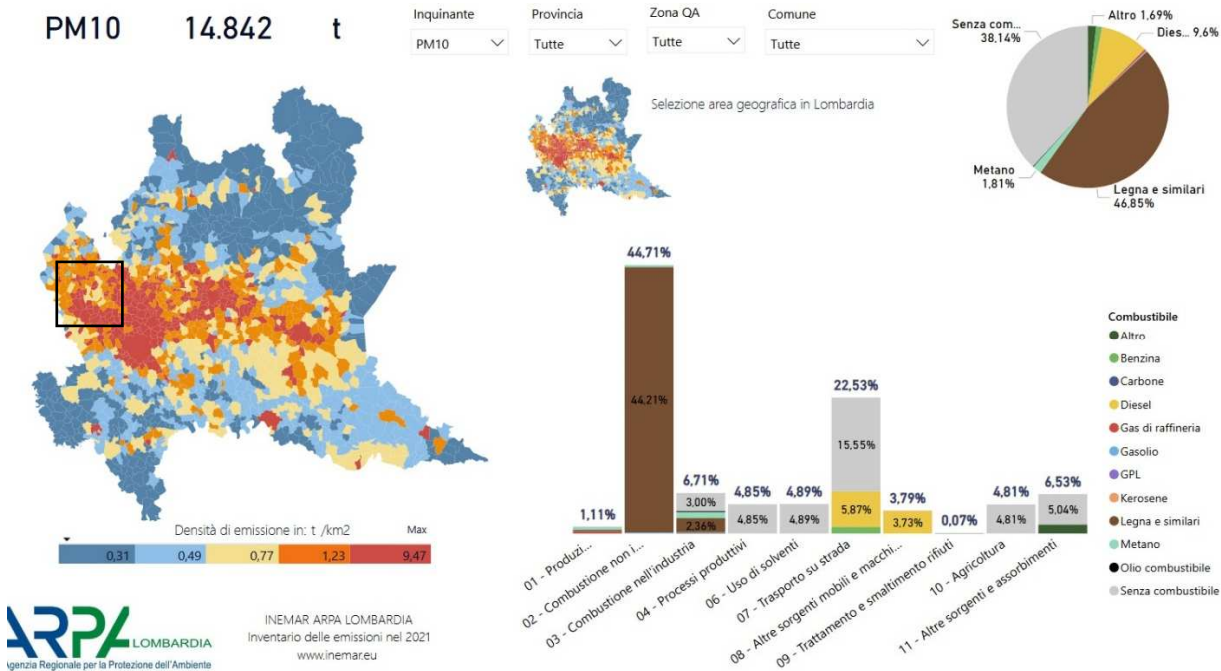 PM10 14.842 t
Inquinante
PM10
Provincia
Tutte
Zona QA
Tutte
Comune
Tutte
Selezione area geografica in Lombardia
Senza com...
38,14%
Altro 1,69%
Dies... 9,6%
Metano
1,81%
Legna e similari
46,85%
44,71%
44,21%
22,53%
15,55%
5,87%
1,11%
6,71%
3,00%
2,36%
4,85%
4,85%
4,89%
4,89%
3,79%
3,73%
0,07%
4,81%
4,81%
6,53%
5,04%
01 - Produzi...
02 - Combustione non i...
03 - Combustione nell'industria
04 - Processi produttivi
06 - Uso di solventi
07 - Trasporto su strada
08 - Altre sorgenti mobili e macchi...
09 - Trattamento e smaltimento rifiuti
10 - Agricoltura
11 - Altre sorgenti e assorbimenti
Combustibile
Altro
Benzina
Carbone
Diesel
Gas di raffineria
Gasolio
GPL
Kerosene
Legna e similari
Metano
Olio combustibile
Senza combustibile
Densità di emissione in: t /km2 Max
0,31 0,49 0,77 1,23 9,47
ARPA LOMBARDIA
Agenzia Regionale per la Protezione dell'Ambiente
INEMAR ARPA LOMBARDIA
Inventario delle emissioni nel 2021
www.inemar.eu